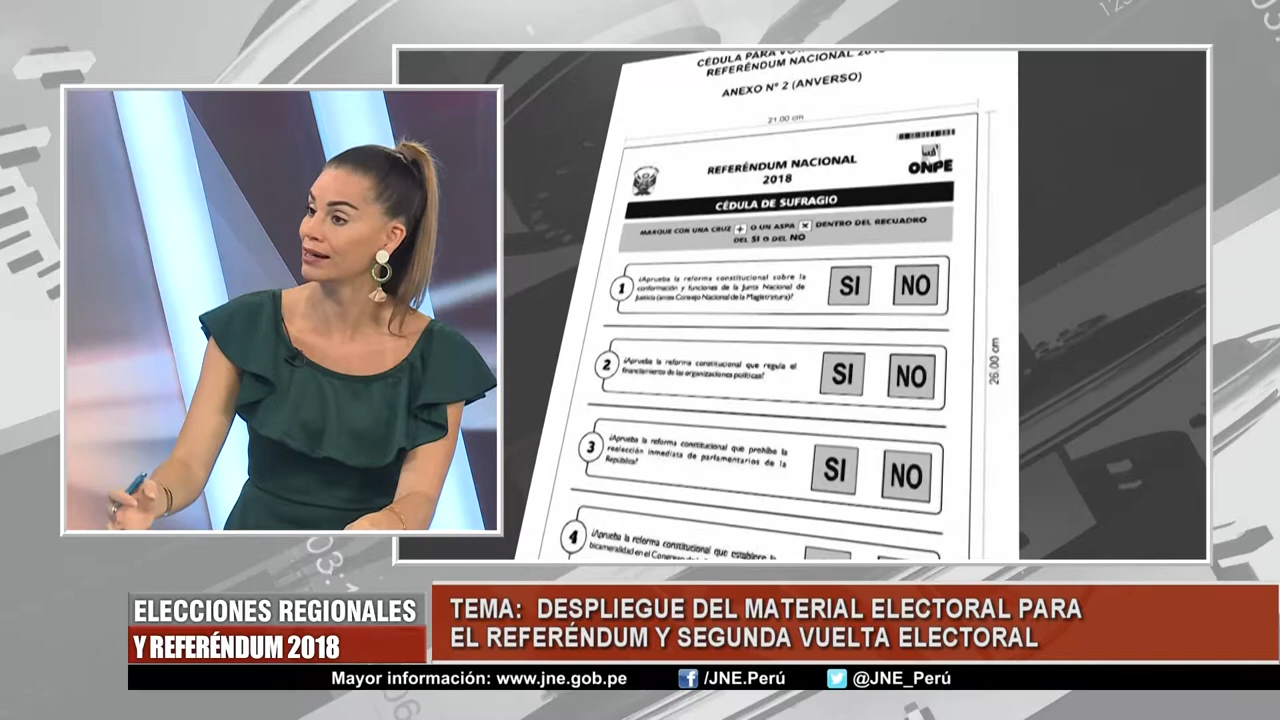 CÉDULA PARA
REFERÉNDUM NACIONAL
ANEXO N° 2 (ANVERSO)
21.00 cm
REFERÉNDUM NACIONAL
2018
ONPE
CÉDULA DE SUFRAGIO
MARQUE CON UNA CRUZ + O UN ASPA X DENTRO DEL RECUADRO
DEL SI O DEL NO
1
¿Aprueba la reforma constitucional sobre la
conformación y funciones de la Junta Nacional de
Justicia (antes Consejo Nacional de la Magistratura)?
SI NO
2
¿Aprueba la reforma constitucional que regula el
financiamiento de las organizaciones políticas?
SI NO
26.00 cm
3
¿Aprueba la reforma constitucional que prohíbe la
reelección inmediata de parlamentarios de la
República?
SI NO
4
¿Aprueba la reforma constitucional que establece la
bicameralidad en el
ELECCIONES REGIONALES
Y REFERÉNDUM 2018
TEMA: DESPLIEGUE DEL MATERIAL ELECTORAL PARA
EL REFERÉNDUM Y SEGUNDA VUELTA ELECTORAL
Mayor información: www.jne.gob.pe /JNE.Perú @JNE_Perú